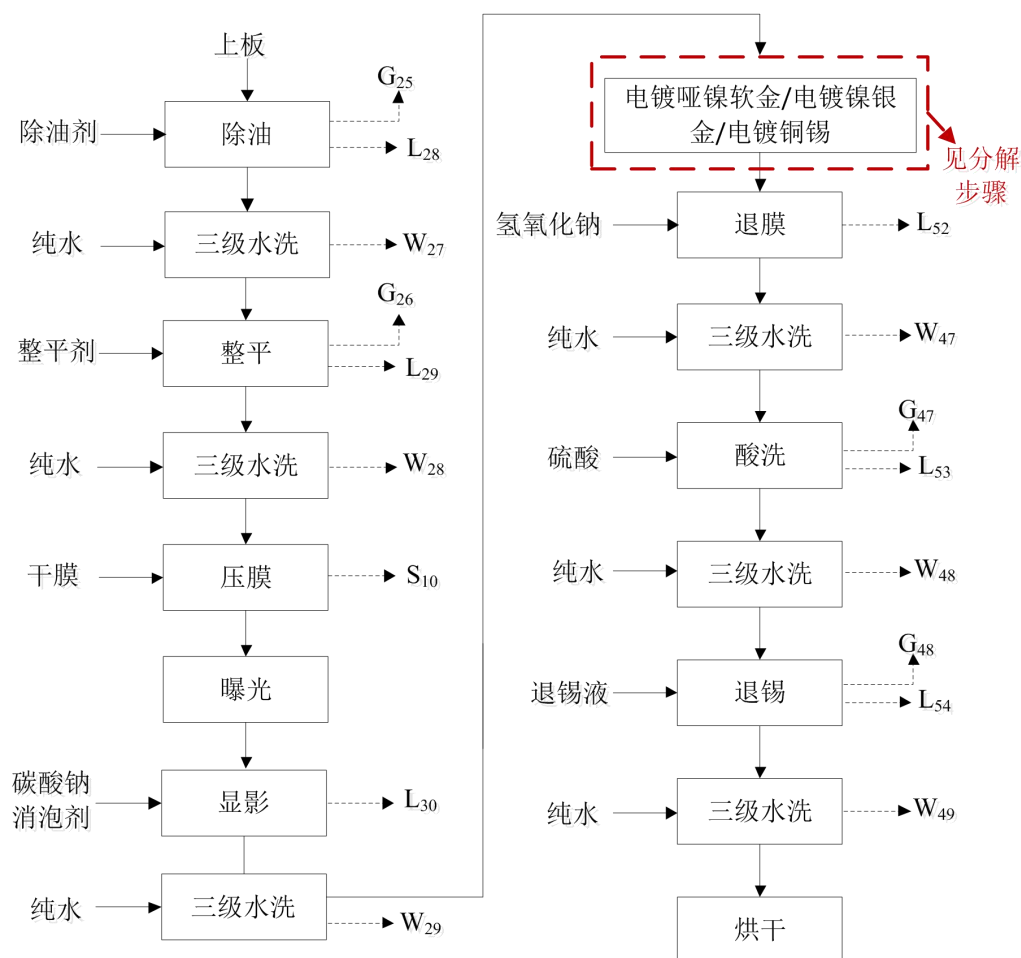 上板
G25
除油剂
除油
L28
纯水
三级水洗
W27
G26
整平剂
整平
L29
纯水
三级水洗
W28
干膜
压膜
S10
曝光
碳酸钠
消泡剂
显影
L30
纯水
三级水洗
W29
电镀哑镍软金/电镀镍银
金/电镀铜锡
见分解
步骤
氢氧化钠
退膜
L52
纯水
三级水洗
W47
G47
硫酸
酸洗
L53
纯水
三级水洗
W48
G48
退锡液
退锡
L54
纯水
三级水洗
W49
烘干